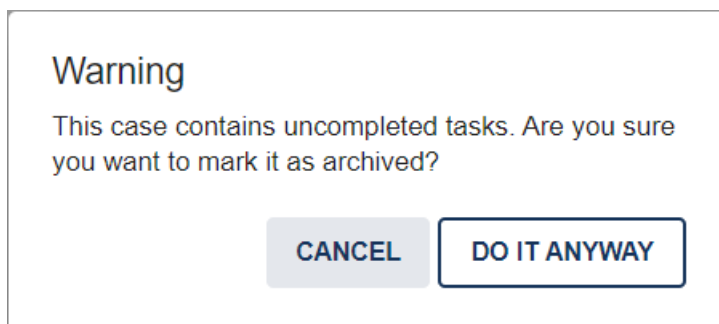 Warning
This case contains uncompleted tasks. Are you sure
you want to mark it as archived?
CANCEL DO IT ANYWAY